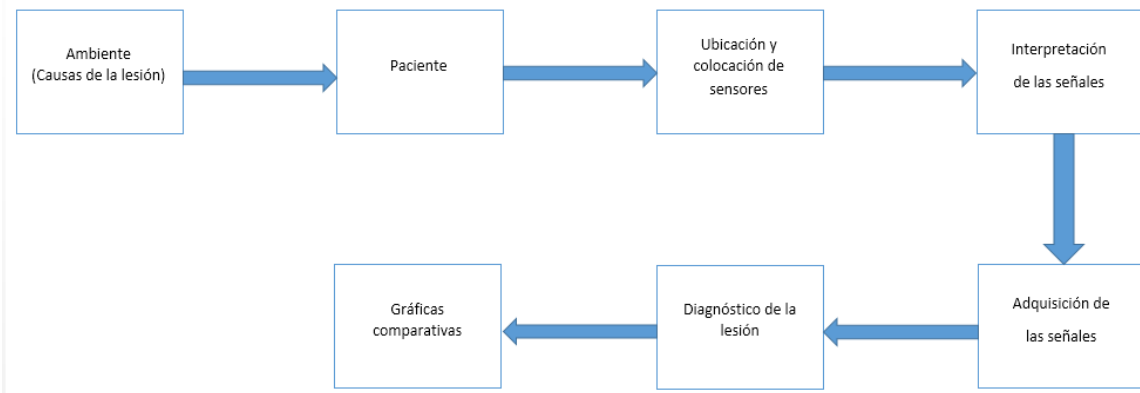 Ambiente
(Causas de la lesión)
Paciente
Ubicación y
colocación de
sensores
Interpretación
de las señales
Adquisición de
las señales
Diagnóstico de la
lesión
Gráficas
comparativas